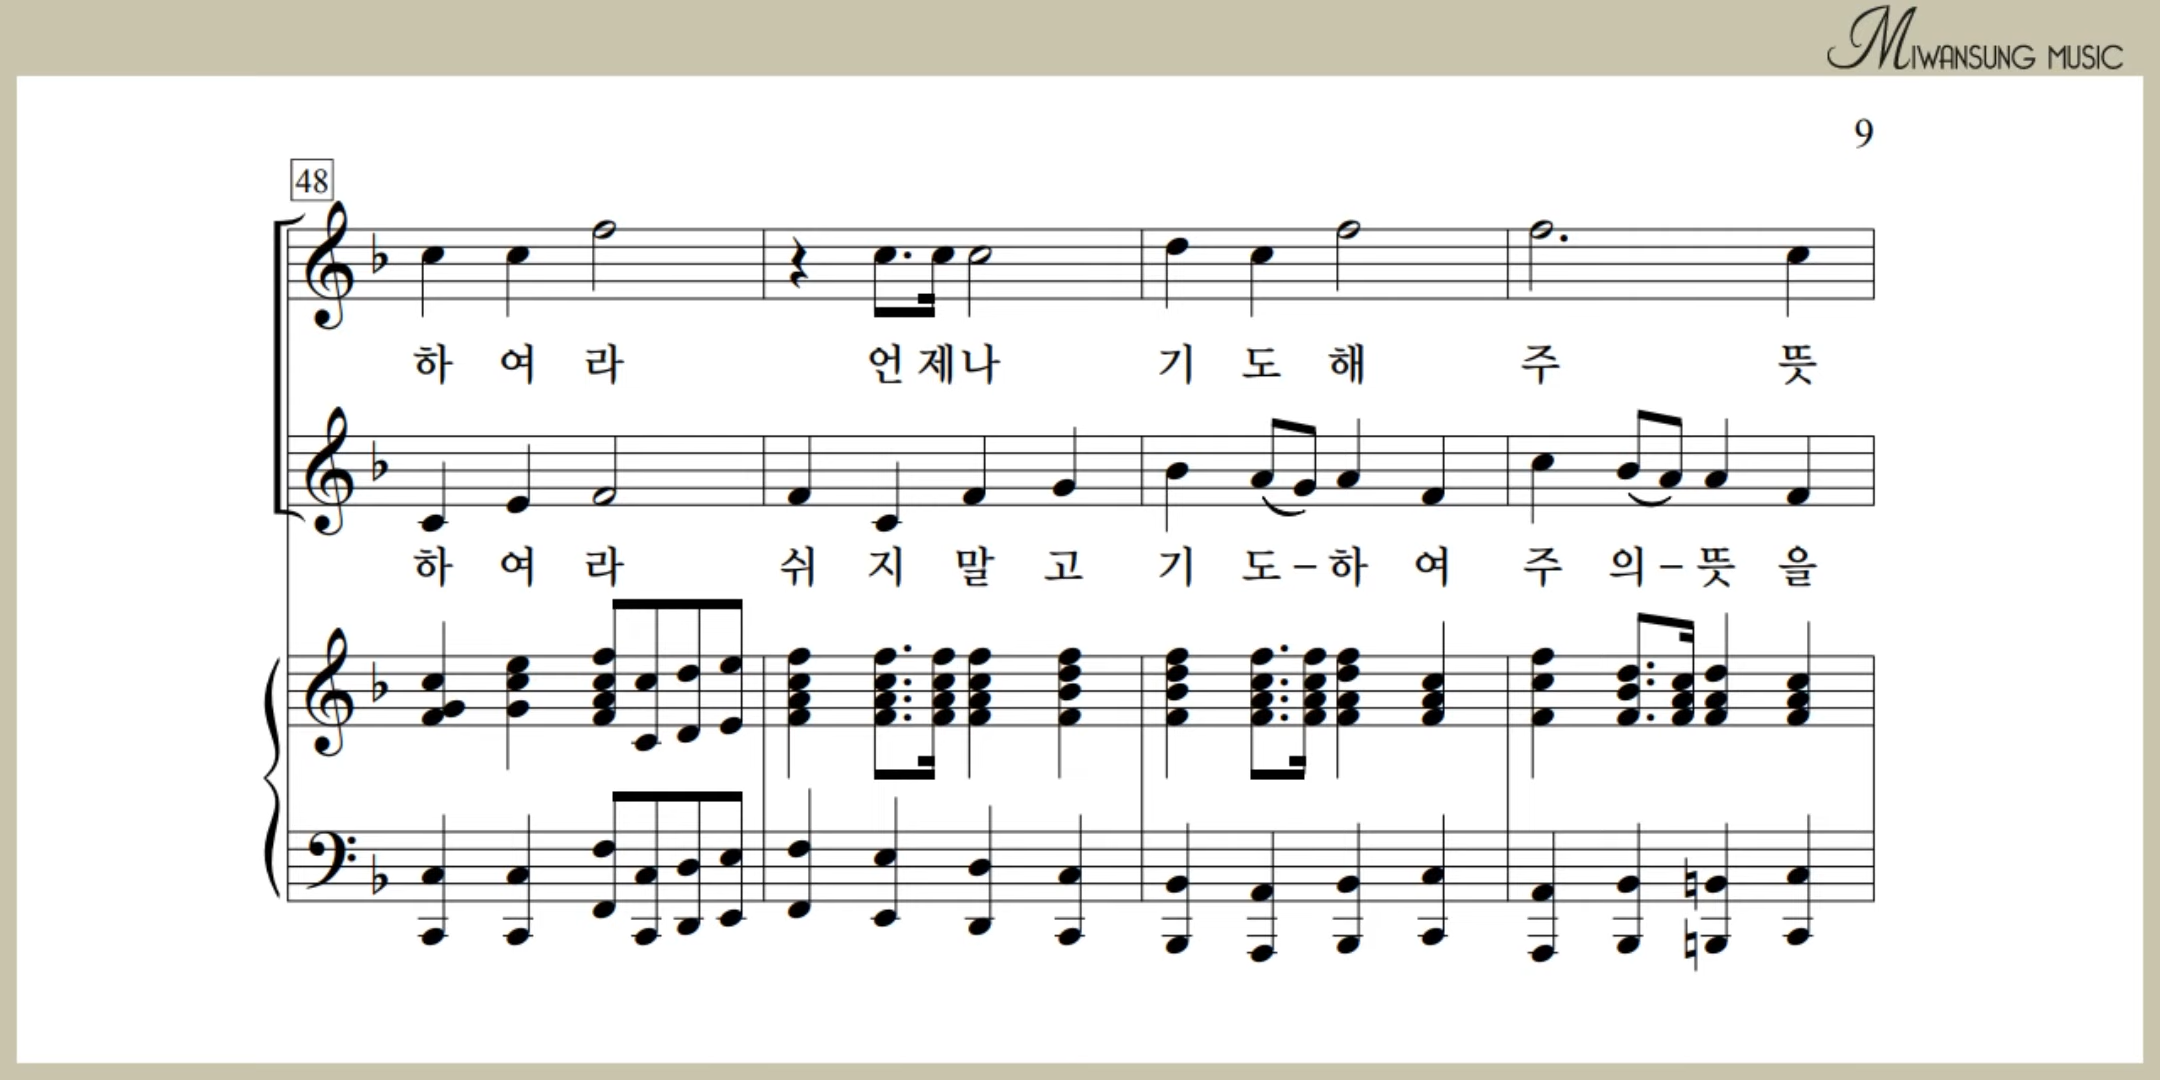 MIWANSUNG MUSIC
9
48
하 여 라 언 제 나 기 도 해 주 뜻
하 여 라 쉬 지 말 고 기 도 – 하 여 주 의 – 뜻 을